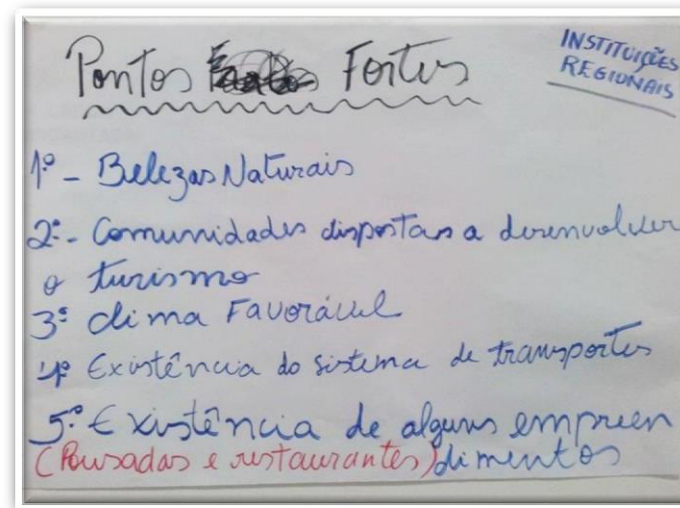 Pontos Fortes
INSTITUIÇÕES
REGIONAIS
1º - Belezas Naturais
2º - Comunidades dispostas a desenvolver
o turismo
3º Clima Favorável
4º Existência do sistema de transportes
5º Existência de alguns empreen
(Pousadas e restaurantes) dimentos